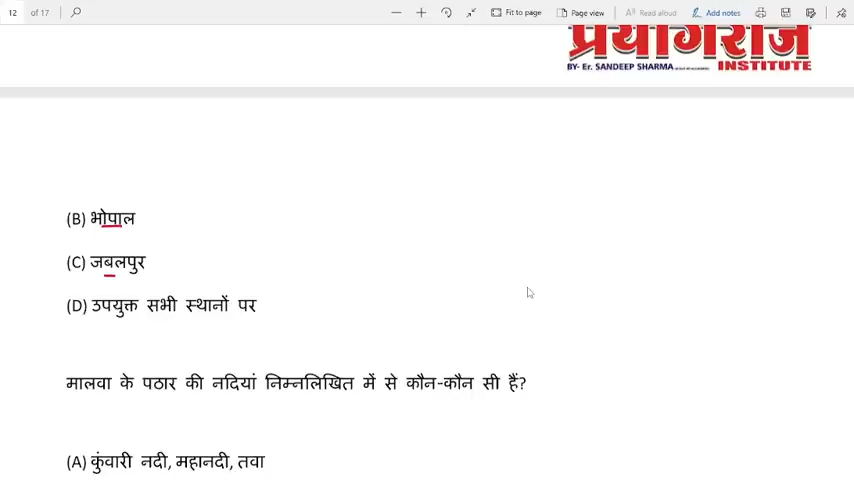 12 of 17 Fit to page Page view Read aloud Add notes
प्रयागराज
BY- Er. SANDEEP SHARMA INSTITUTE
(B) भोपाल
(C) जबलपुर
(D) उपयुक्त सभी स्थानों पर
मालवा के पठार की नदियां निम्नलिखित में से कौन-कौन सी हैं?
(A) कुंवारी नदी, महानदी, तवा